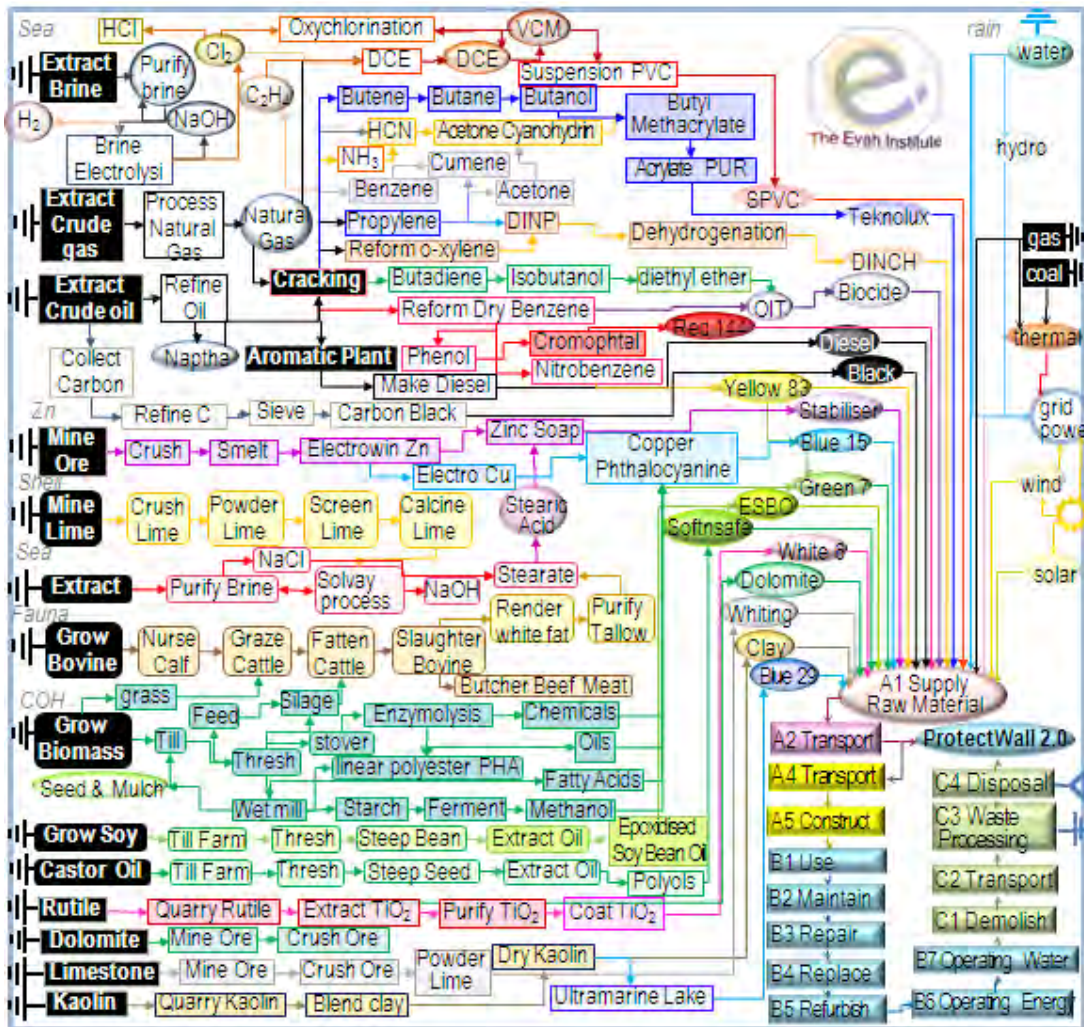 Sea
HCl
Cl2
Oxychlorination
VCM
rain
water
Extract
Brine
Purify
brine
DCE
DCE
Suspension PVC
C2H4
H2
NaOH
Butene
Butane
Butanol
Butyl
Methacrylate
The Evah Institute
Brine
Electrolysi
HCN
Acetone Cyanohydrin
hydro
NH3
Cumene
Benzene
Acetone
Acrylate PUR
SPVC
Extract
Crude
gas
Process
Natural
Gas
Natural
Gas
Propylene
DINP
Teknolux
Reform o-xylene
Dehydrogenation
gas
DINCH
coal
Extract
Crude oil
Refine
Oil
Cracking
Butadiene
Isobutanol
diethyl ether
OIT
Biocide
Reform Dry Benzene
Red 144
thermal
Naptha
Aromatic Plant
Phenol
Cromophtal
Diesel
Collect
Carbon
Nitrobenzene
Make Diesel
Black
Yellow 83
Refine C
Sieve
Carbon Black
Stabiliser
grid
power
Zn
Mine
Ore
Crush
Smelt
Electrowin Zn
Zinc Soap
Copper
Phthalocyanine
Blue 15
Electro Cu
Green 7
wind
Shell
Mine
Lime
Crush
Lime
Powder
Lime
Screen
Lime
Calcine
Lime
Stearic
Acid
ESBO
Softnsafe
Sea
NaCl
White 6
Extract
Purify Brine
Solvay
process
NaOH
Stearate
Dolomite
solar
Fauna
Grow
Bovine
Nurse
Calf
Graze
Cattle
Fatten
Cattle
Slaughter
Bovine
Render
white fat
Purify
Tallow
Whiting
Clay
Butcher Beef Meat
Blue 29
A1 Supply
Raw Material
COH
grass
Grow
Biomass
Till
Feed
Silage
Enzymolysis
Chemicals
Thresh
stover
Oils
A2 Transport
ProtectWall 2.0
linear polyester PHA
Fatty Acids
A4 Transport
C4 Disposal
Seed & Mulch
Wet mill
Starch
Ferment
Methanol
A5 Construct
C3 Waste
Processing
Grow Soy
Till Farm
Thresh
Steep Bean
Extract Oil
Epoxidised
Soy Bean Oil
B1 Use
C2 Transport
Castor Oil
Till Farm
Thresh
Steep Seed
Extract Oil
Polyols
B2 Maintain
Rutile
Quarry Rutile
Extract TiO2
Purify TiO2
Coat TiO2
C1 Demolish
Dolomite
Mine Ore
Crush Ore
B3 Repair
Limestone
Mine Ore
Crush Ore
Powder
Lime
Dry Kaolin
B4 Replace
B7 Operating Water
Kaolin
Quarry Kaolin
Blend clay
Ultramarine Lake
B5 Refurbish
B6 Operating Energy